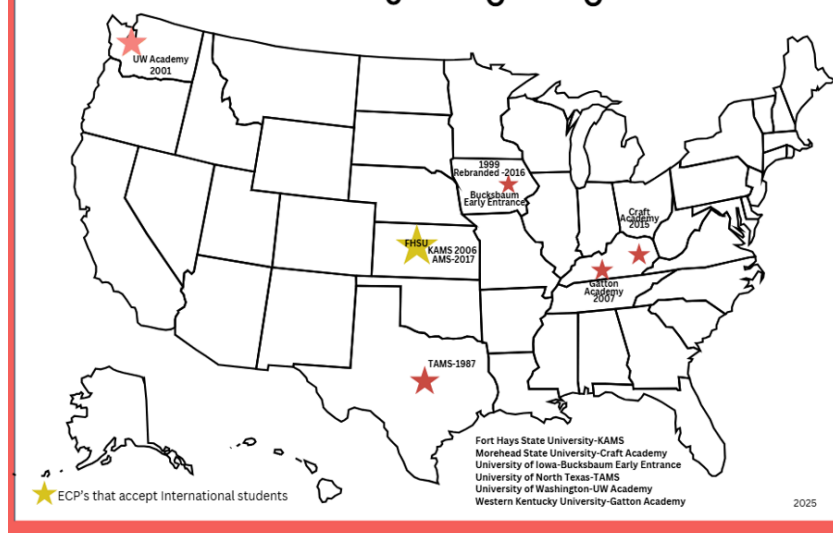 UW Academy
2001
1999
Rebranded -2016
Bucksbaum
Early Entrance
Craft
Academy
2015
FHSU
KAMS 2006
AMS-2017
Gatton
Academy
2007
TAMS-1987
Fort Hays State University-KAMS
Morehead State University-Craft Academy
University of Iowa-Bucksbaum Early Entrance
University of North Texas-TAMS
University of Washington-UW Academy
Western Kentucky University-Gatton Academy
ECP's that accept International students
2025